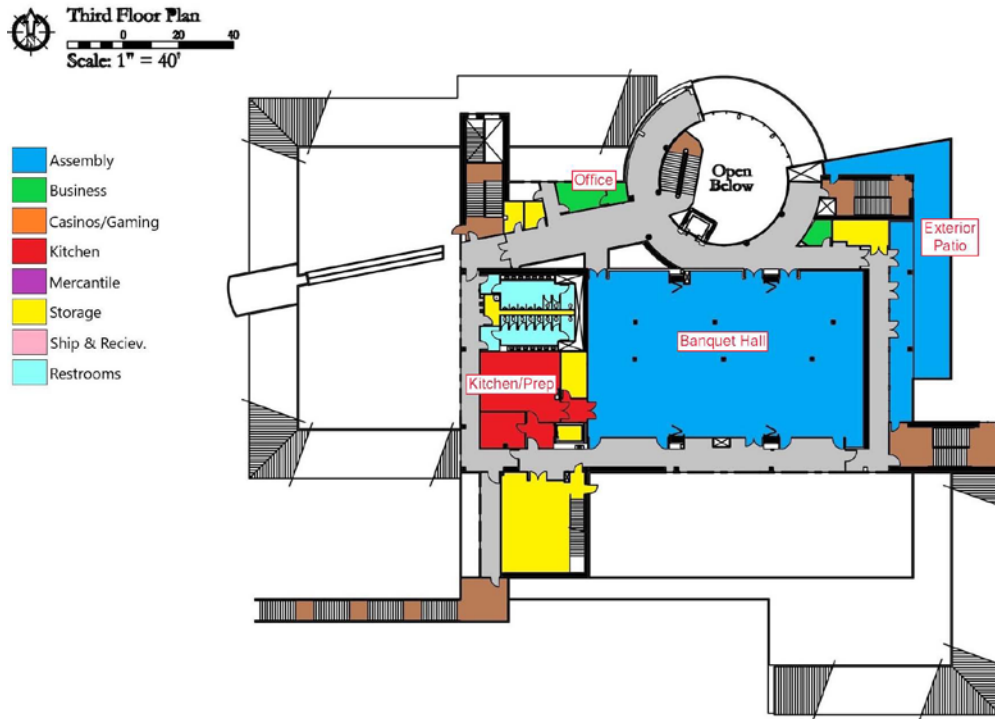 Third Floor Plan
0 20 40
Scale: 1" = 40'
Assembly
Business
Casinos/Gaming
Kitchen
Mercantile
Storage
Ship & Reciev.
Restrooms
Office
Open
Below
Exterior
Patio
Banquet Hall
Kitchen/Prep